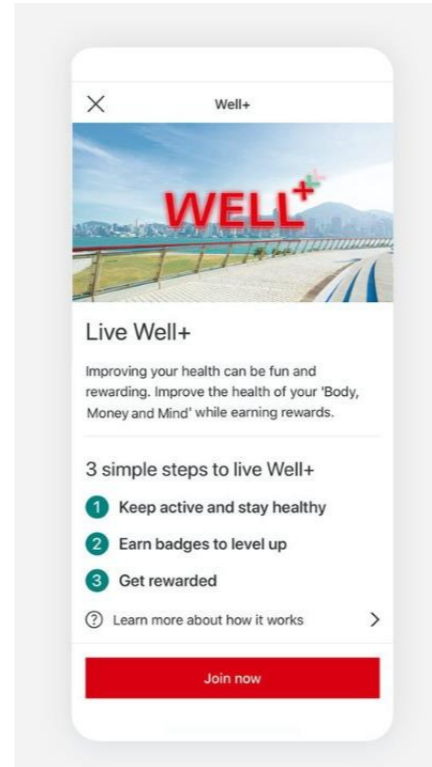 Well+
WELL+
Live Well+
Improving your health can be fun and
rewarding. Improve the health of your 'Body,
Money and Mind' while earning rewards.
3 simple steps to live Well+
1 Keep active and stay healthy
2 Earn badges to level up
3 Get rewarded
? Learn more about how it works
Join now